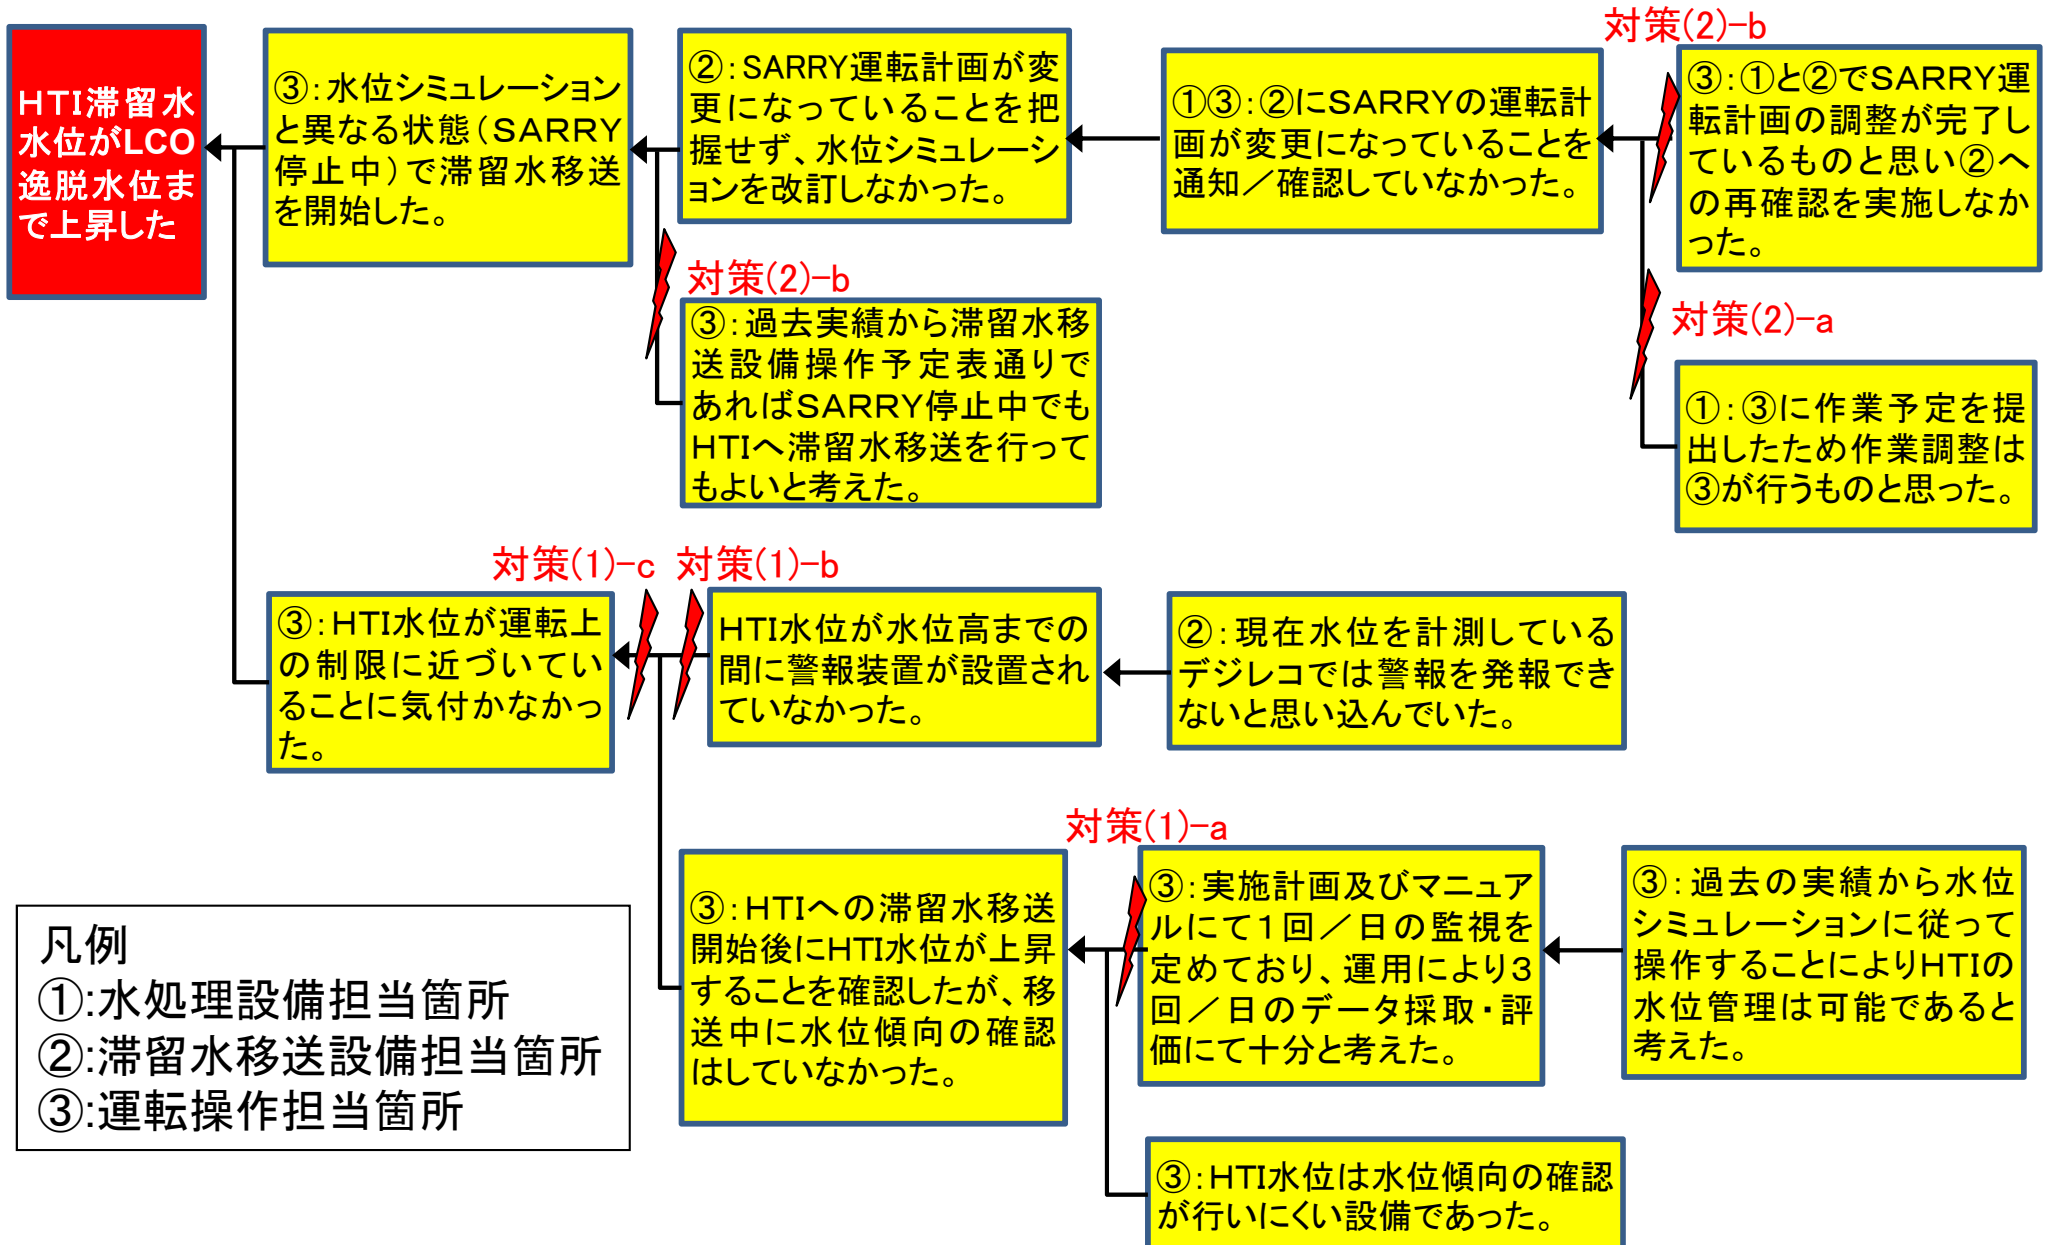 HTI滞留水
水位がLCO
逸脱水位ま
で上昇した
③:水位シミュレーション
と異なる状態(SARRY
停止中)で滞留水移送
を開始した。
②:SARRY運転計画が変
更になっていることを把
握せず、水位シミュレーシ
ョンを改訂しなかった。
①③:②にSARRYの運転計
画が変更になっていることを
通知/確認していなかった。
対策(2)-b
③:①と②でSARRY運
転計画の調整が完了し
ているものと思い②へ
の再確認を実施しなか
った。
対策(2)-b
③:過去実績から滞留水移
送設備操作予定表通りで
あればSARRY停止中でも
HTIへ滞留水移送を行って
もよいと考えた。
対策(2)-a
①:③に作業予定を提
出したため作業調整は
③が行うものと思った。
対策(1)-c 対策(1)-b
③:HTI水位が運転上
の制限に近づいてい
ることに気付かなかっ
た。
HTI水位が水位高までの
間に警報装置が設置され
ていなかった。
②:現在水位を計測している
デジレコでは警報を発報でき
ないと思い込んでいた。
対策(1)-a
③:HTIへの滞留水移送
開始後にHTI水位が上昇
することを確認したが、移
送中に水位傾向の確認
はしていなかった。
③:実施計画及びマニュア
ルにて1回/日の監視を
定めており、運用により3
回/日のデータ採取・評
価にて十分と考えた。
③:過去の実績から水位
シミュレーションに従って
操作することによりHTIの
水位管理は可能であると
考えた。
③:HTI水位は水位傾向の確認
が行いにくい設備であった。
凡例
①:水処理設備担当箇所
②:滞留水移送設備担当箇所
③:運転操作担当箇所